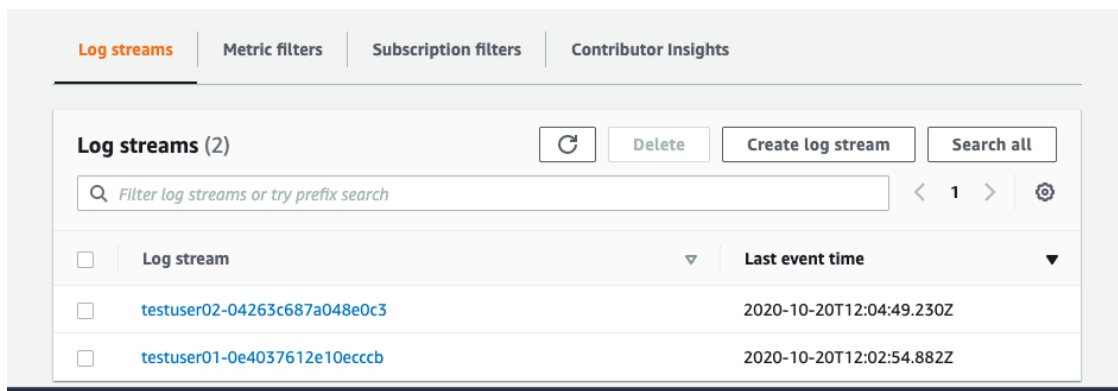 Log streams Metric filters Subscription filters Contributor Insights
Log streams (2) Delete Create log stream Search all
Filter log streams or try prefix search 1
Log stream Last event time
testuser02-04263c687a048e0c3 2020-10-20T12:04:49.230Z
testuser01-0e4037612e10ecccb 2020-10-20T12:02:54.882Z